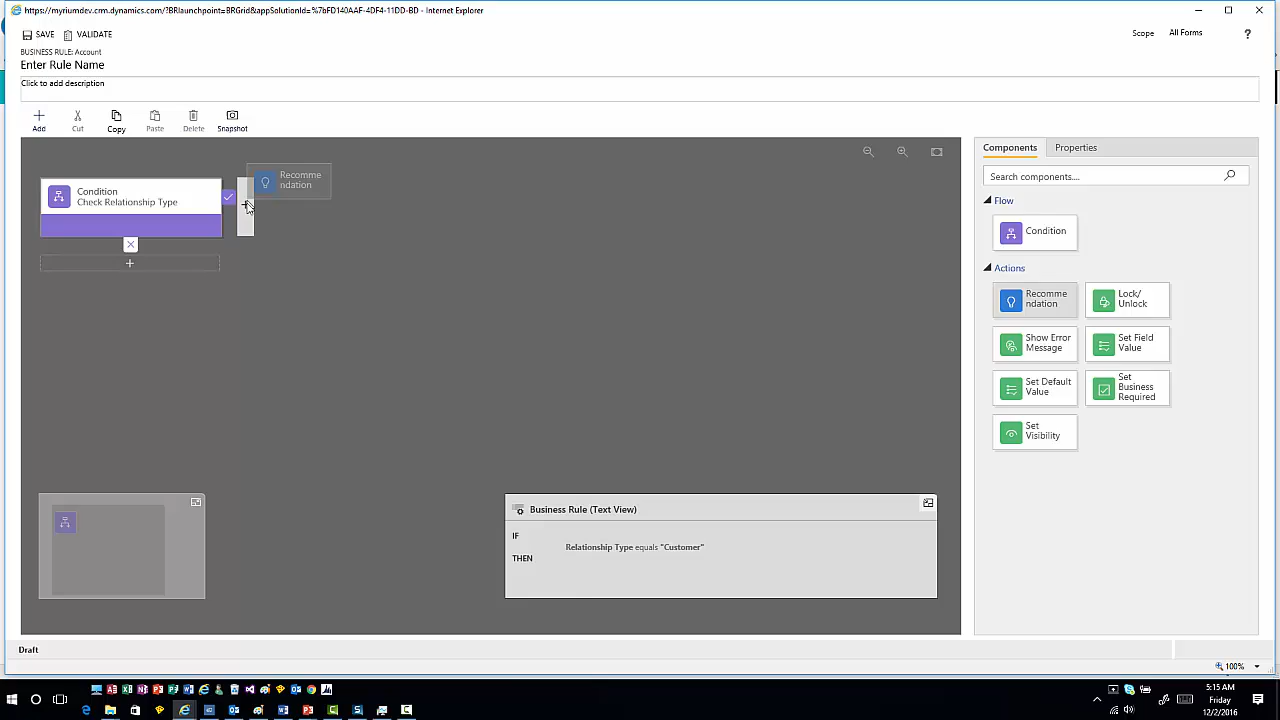 https://myriumdev.crm.dynamics.com/?BRlaunchpoint=BRGrid&appSolutionId=%7bFD140AAF-4DF4-11DD-BD - Internet Explorer
SAVE VALIDATE
Scope All Forms ?
BUSINESS RULE: Account
Enter Rule Name
Click to add description
Add Cut Copy Paste Delete Snapshot
Condition
Check Relationship Type
Recomme
ndation
Components Properties
Search components....
Flow
Condition
Actions
Recomme
ndation
Lock/
Unlock
Show Error
Message
Set Field
Value
Set Default
Value
Set
Business
Required
Set
Visibility
Business Rule (Text View)
IF
Relationship Type equals "Customer"
THEN
Draft
100%
5:15 AM
Friday
12/2/2016